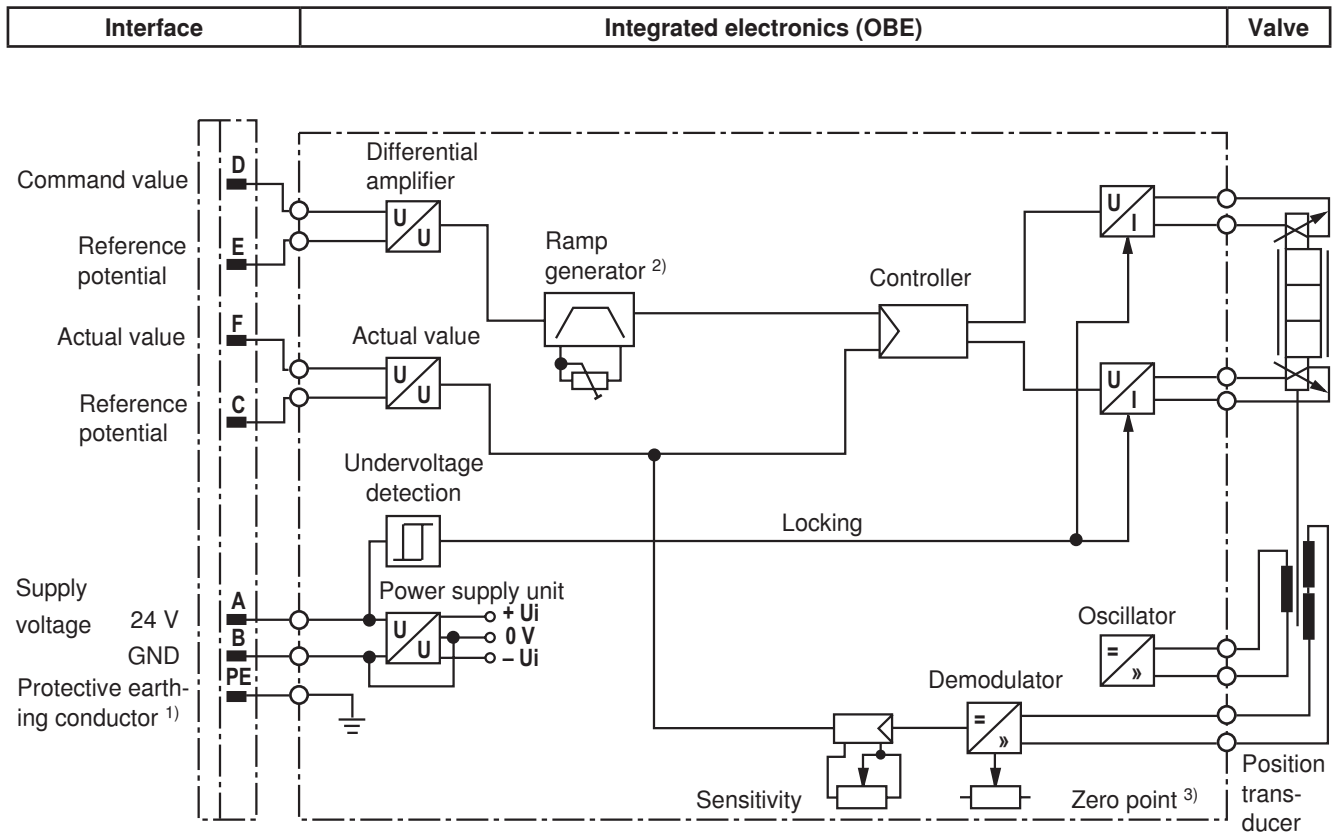 Interface
Integrated electronics (OBE)
Valve
Command value
D
Differential
amplifier
U
U
Reference
potential
E
Ramp
generator 2)
Controller
U
I
Actual value
F
Actual value
U
U
Reference
potential
C
U
I
Undervoltage
detection
Locking
Supply
voltage
24 V
A
Power supply unit
U
U
+ Ui
0 V
– Ui
GND
B
Protective earth-
ing conductor 1)
PE
Oscillator
=
»
Demodulator
=
»
Sensitivity
Zero point 3)
Position
trans-
ducer